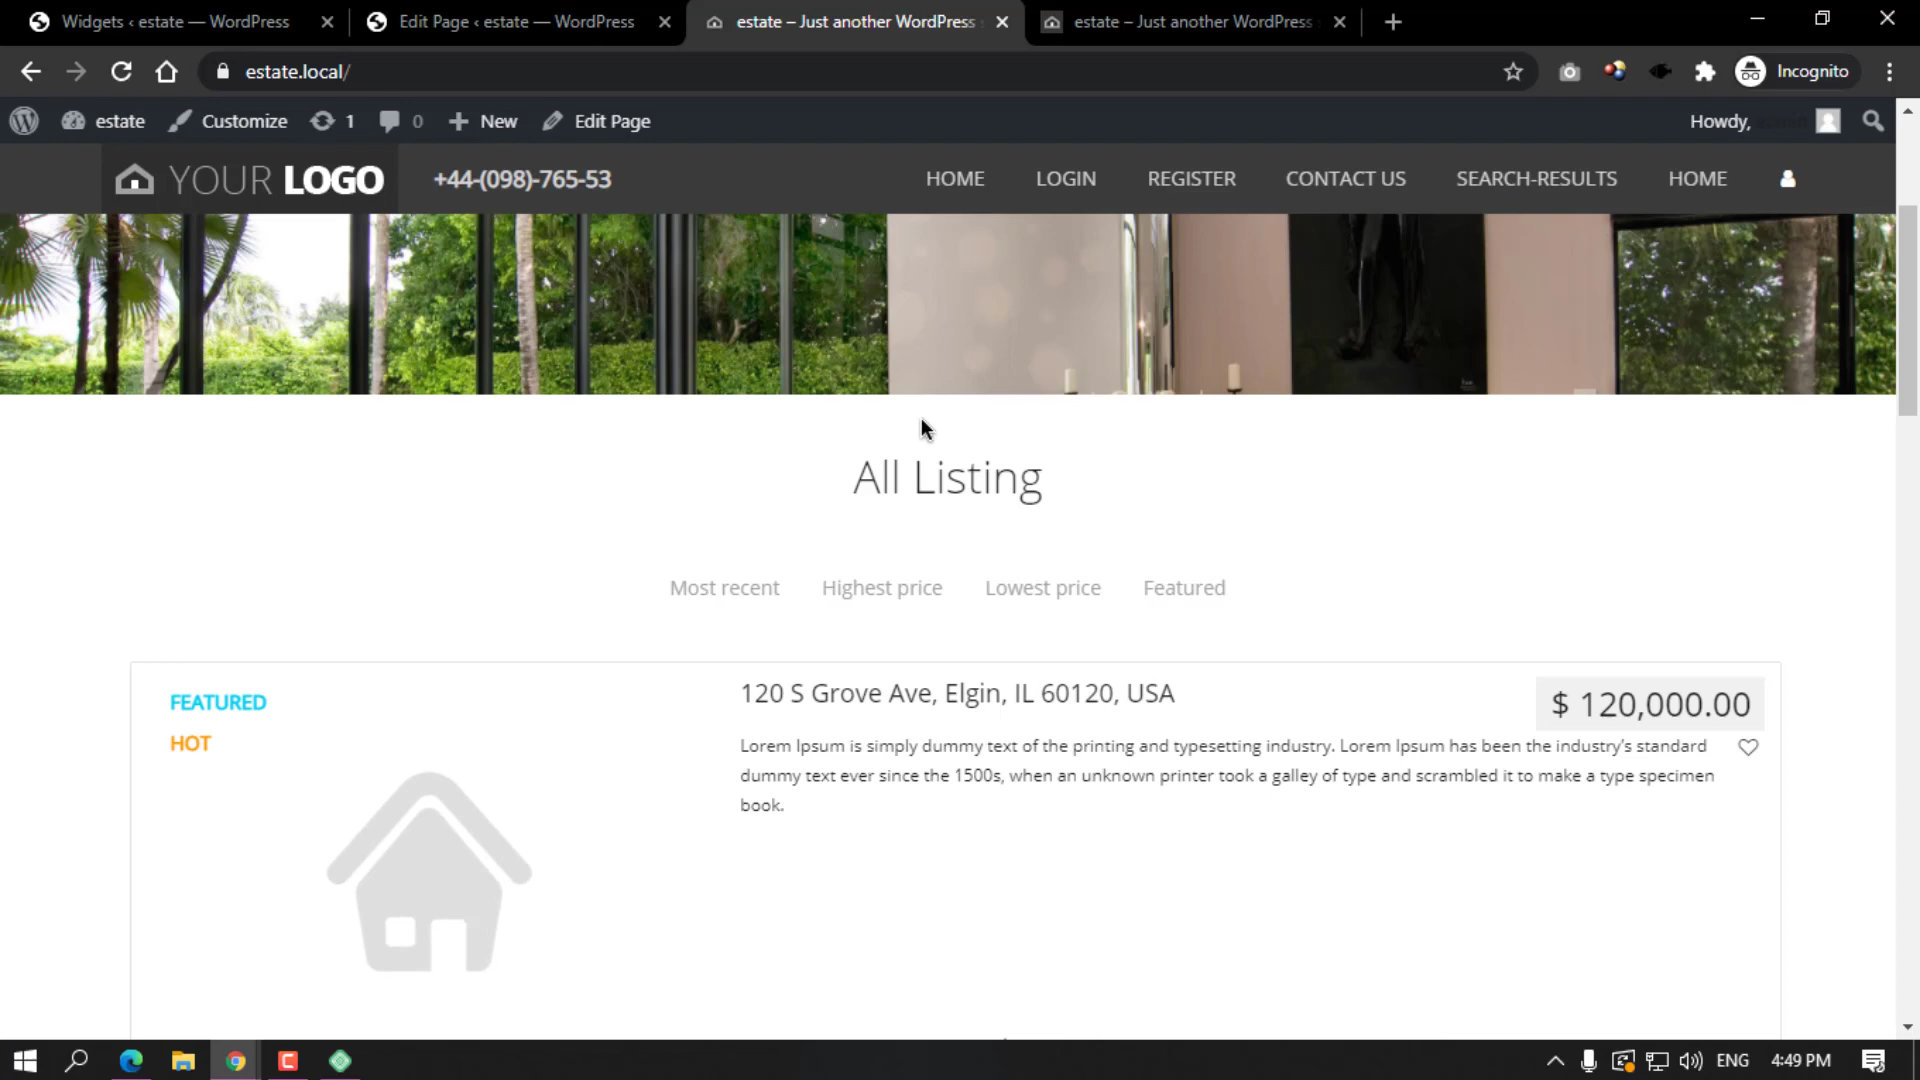 Widgets ‹ estate — WordPress
Edit Page ‹ estate — WordPress
estate – Just another WordPress
estate – Just another WordPress
estate.local/
Incognito
estate
Customize
1
0
New
Edit Page
Howdy,
YOUR LOGO
+44-(098)-765-53
HOME
LOGIN
REGISTER
CONTACT US
SEARCH-RESULTS
HOME
All Listing
Most recent
Highest price
Lowest price
Featured
FEATURED
HOT
120 S Grove Ave, Elgin, IL 60120, USA
$ 120,000.00
Lorem Ipsum is simply dummy text of the printing and typesetting industry. Lorem Ipsum has been the industry's standard
dummy text ever since the 1500s, when an unknown printer took a galley of type and scrambled it to make a type specimen
book.
ENG
4:49 PM